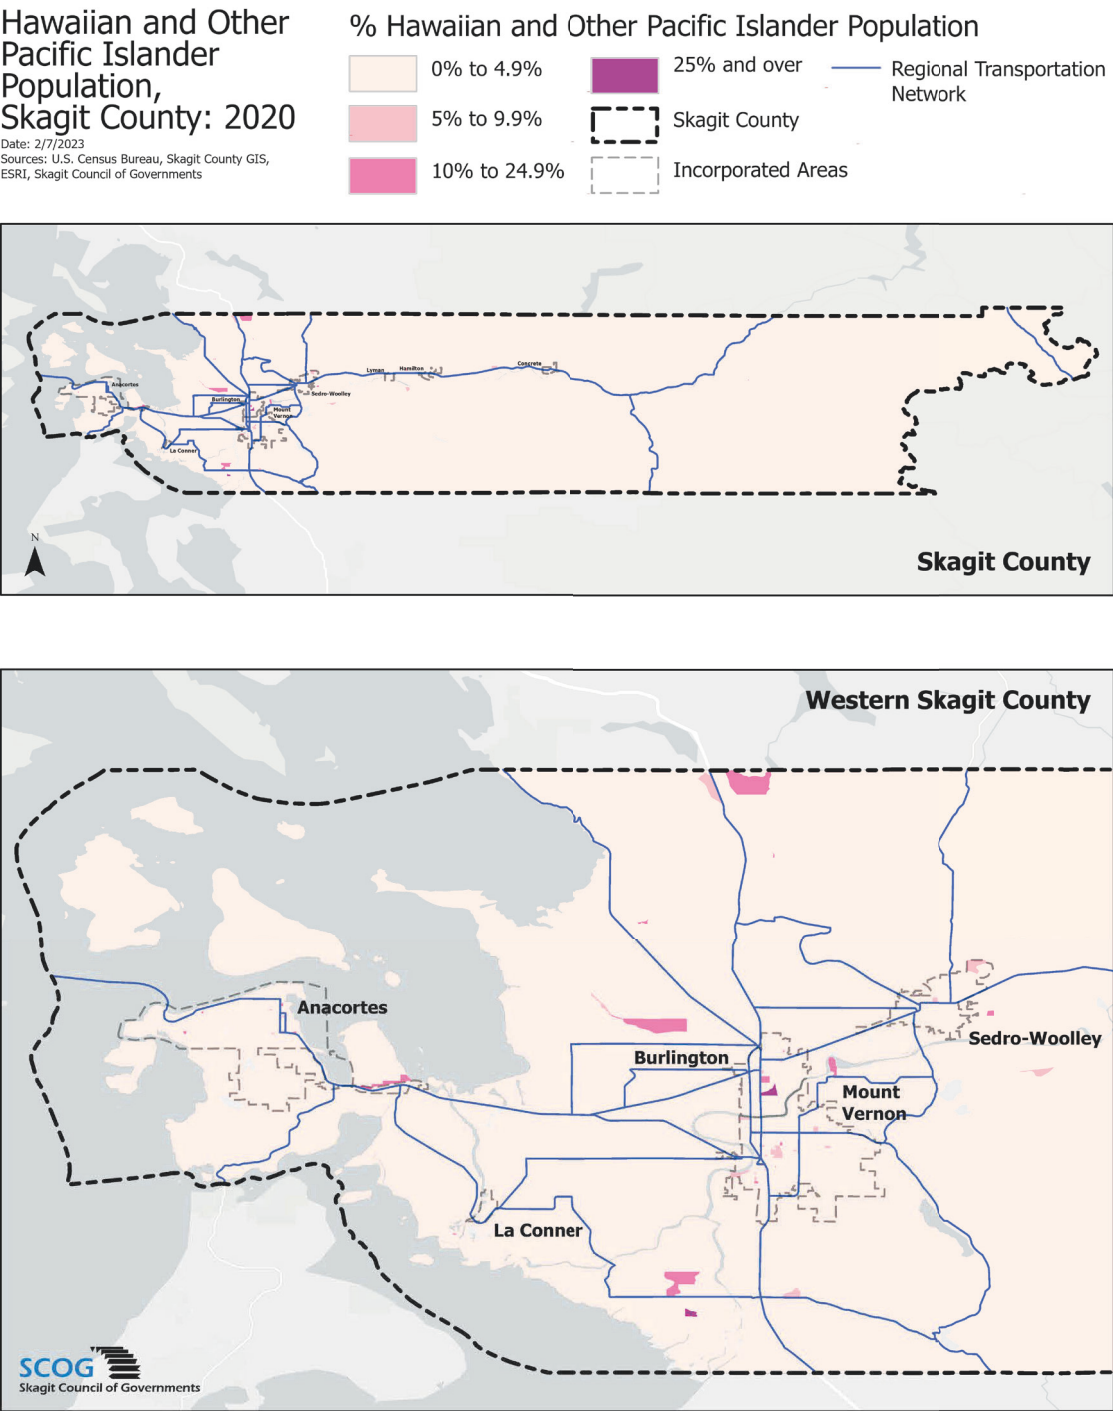 Hawaiian and Other
Pacific Islander
Population,
Skagit County: 2020
Date: 2/7/2023
Sources: U.S. Census Bureau, Skagit County GIS,
ESRI, Skagit Council of Governments
% Hawaiian and Other Pacific Islander Population
0% to 4.9%
5% to 9.9%
10% to 24.9%
25% and over
Skagit County
Incorporated Areas
Regional Transportation
Network
Anacortes
Burlington
Mount
Vernon
La Conner
Sedro-Woolley
Lyman
Hamilton
Concrete
N
Skagit County
Western Skagit County
Anacortes
Burlington
Sedro-Woolley
Mount
Vernon
La Conner
SCOG
Skagit Council of Governments